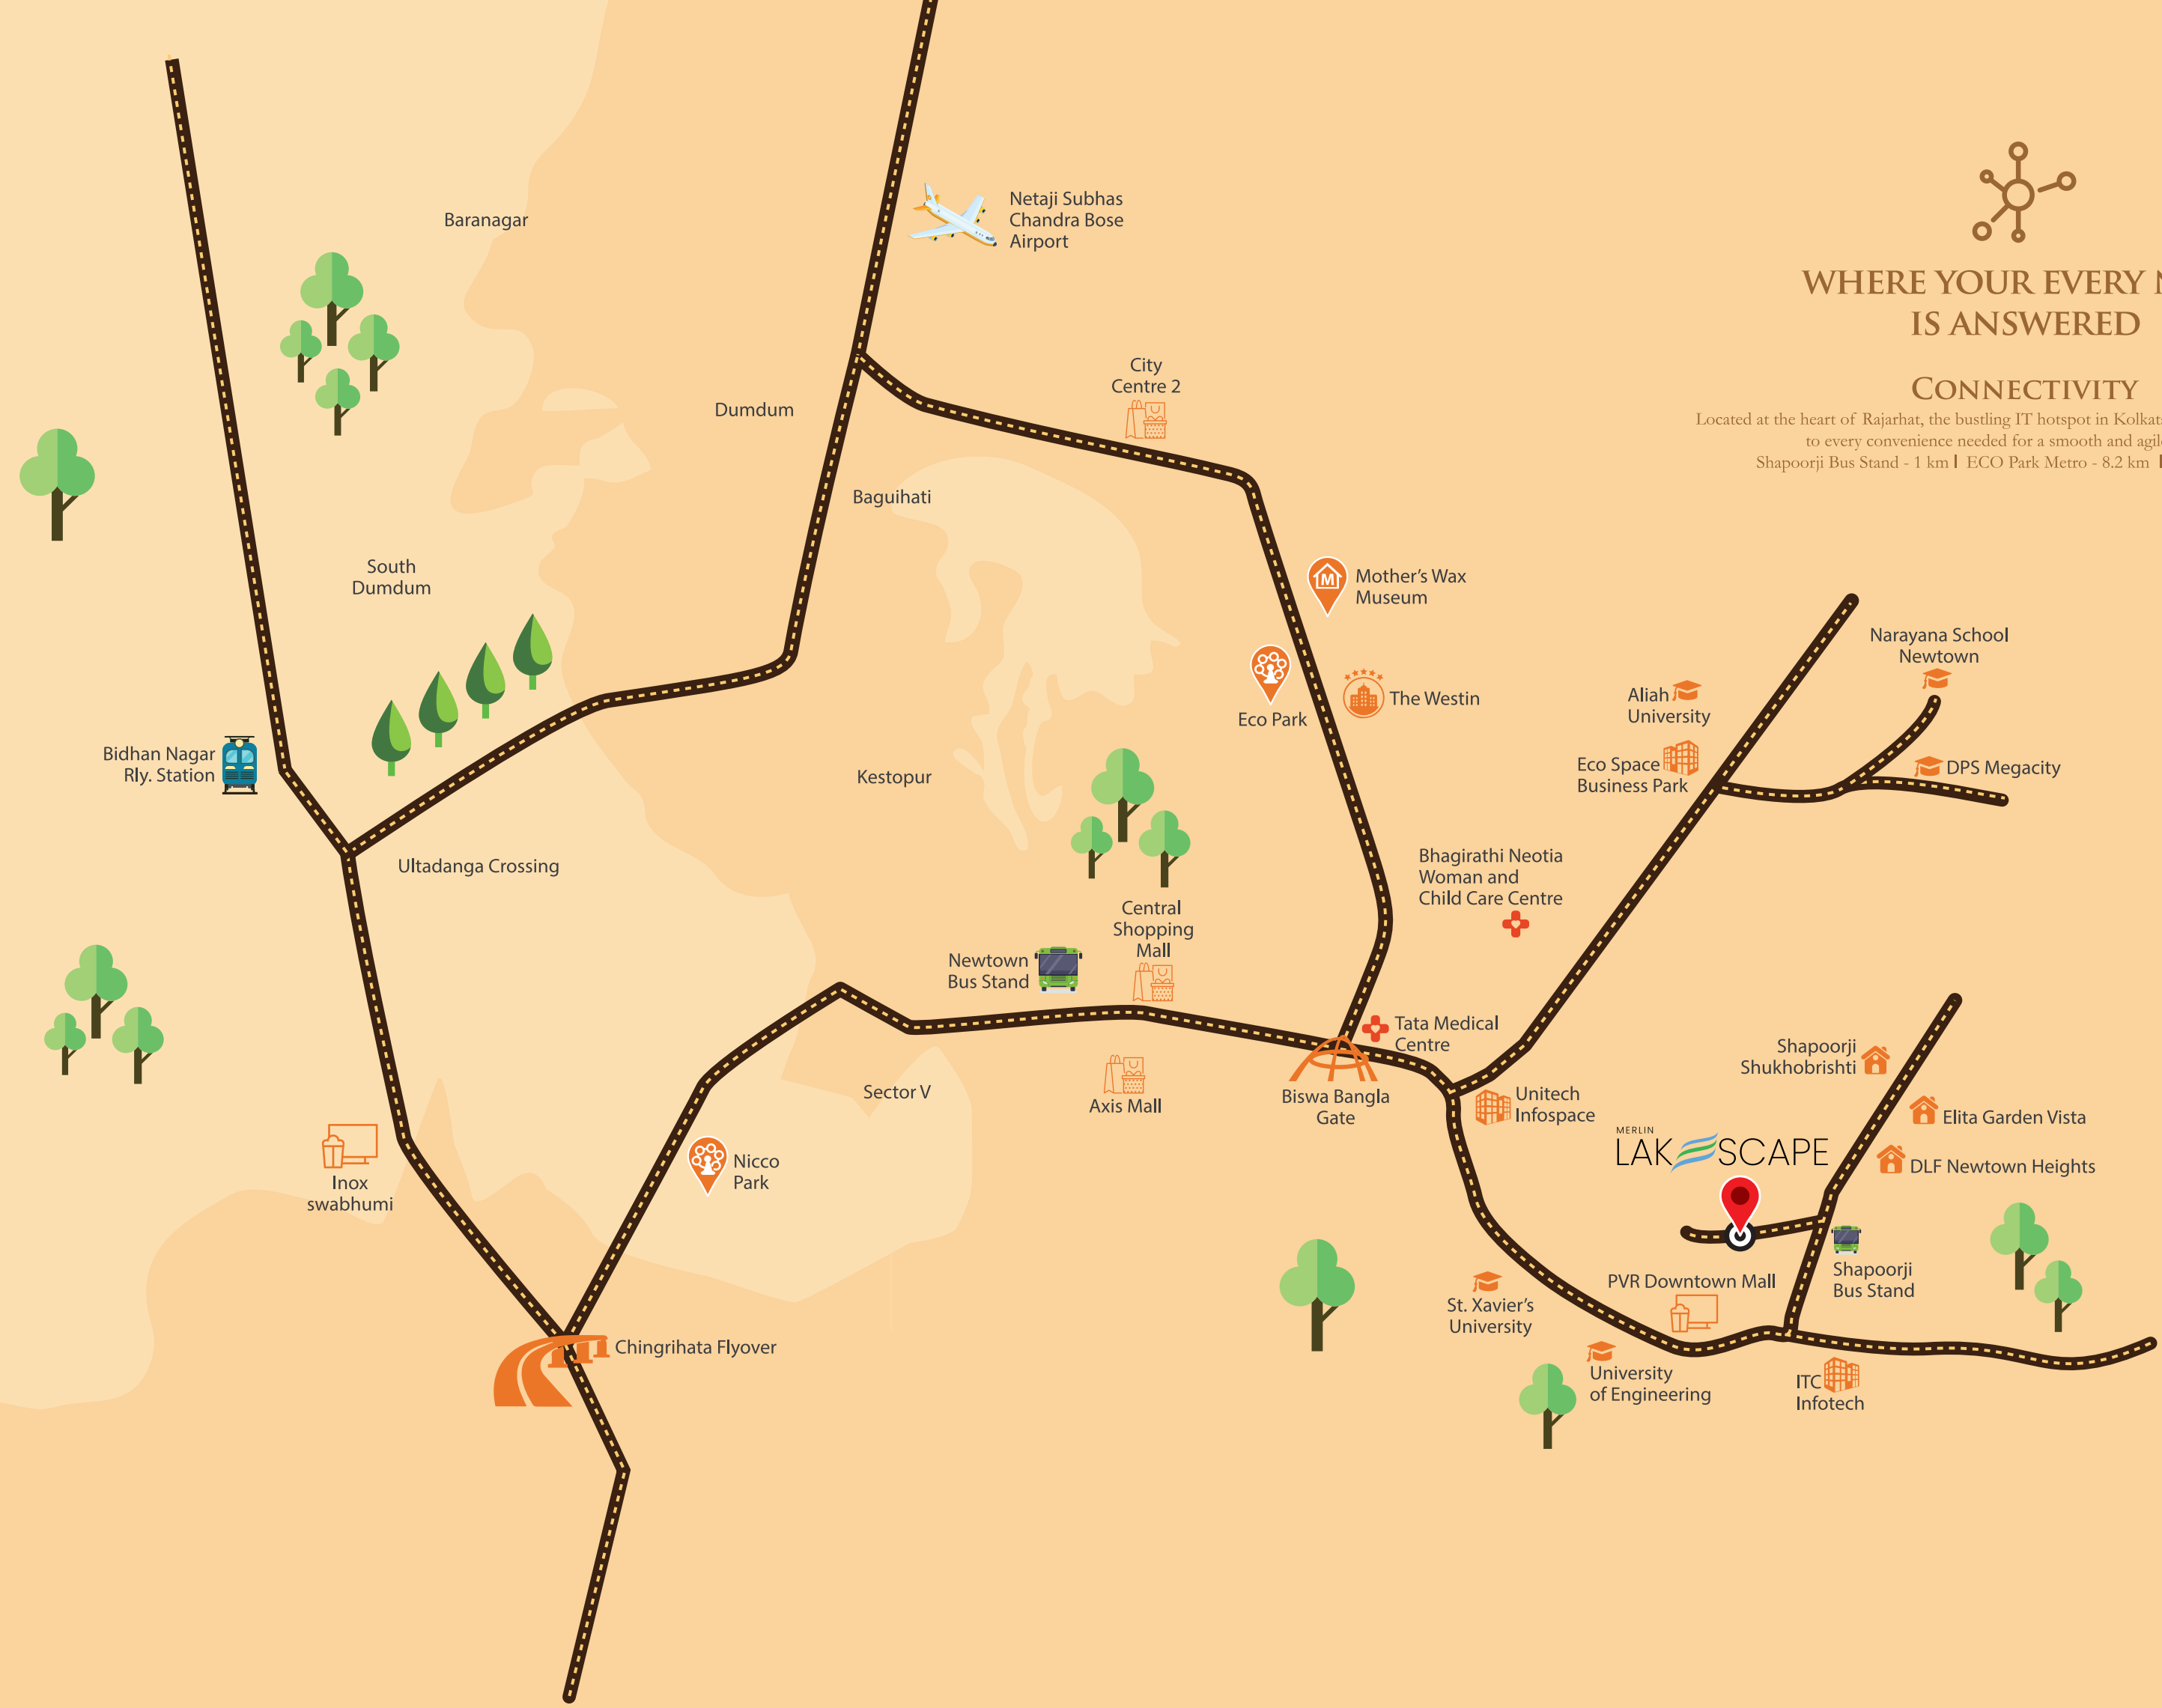 Netaji Subhas
Chandra Bose
Airport
Baranagar
WHERE YOUR EVERY
IS ANSWERED
CONNECTIVITY
Located at the heart of Rajarhat, the bustling IT hotspot in
to every convenience needed for a smooth and
Shapoorji Bus Stand - 1 km | ECO Park Metro - 8.2 km |
City
Centre 2
Dumdum
Baguihati
South
Dumdum
M
Mother's Wax
Museum
Narayana School
Newtown
Aliah
University
The Westin
Eco Park
Bidhan Nagar
Rly. Station
Eco Space
Business Park
DPS Megacity
Kestopur
Ultadanga Crossing
Bhagirathi Neotia
Woman and
Child Care Centre
Central
Shopping
Mall
Newtown
Bus Stand
Tata Medical
Centre
Shapoorji
Shukhobrishti
Sector V
Axis Mall
Biswa Bangla
Gate
Unitech
Infospace
Elita Garden Vista
MERLIN
LAKESCAPE
DLF Newtown Heights
Nicco
Park
Inox
swabhumi
Shapoorji
Bus Stand
PVR Downtown Mall
St. Xavier's
University
Chingrihata Flyover
University
of Engineering
ITC
Infotech